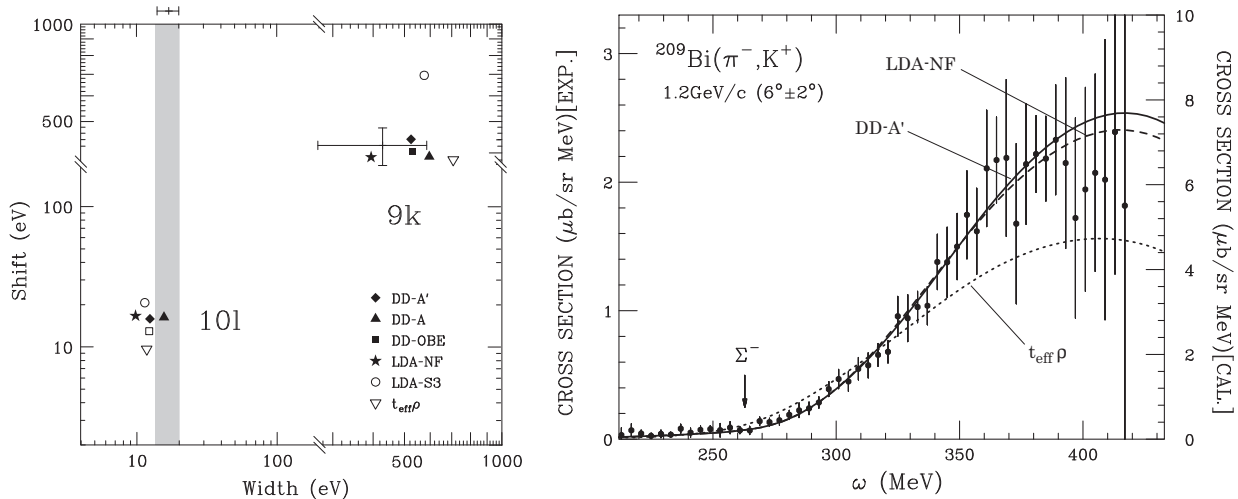 1000
500
100
10
Shift (eV)
9k
10l
DD-A'
DD-A
DD-OBE
LDA-NF
LDA-S3
t_eff ρ
10
100
500
1000
Width (eV)
CROSS SECTION (μb/sr MeV)[EXP.]
3
2
1
0
²⁰⁹Bi(π⁻,K⁺)
1.2GeV/c (6°±2°)
LDA-NF
DD-A'
Σ⁻
t_eff ρ
250
300
350
400
ω (MeV)
10
8
6
4
2
0
CROSS SECTION (μb/sr MeV)[CAL.]